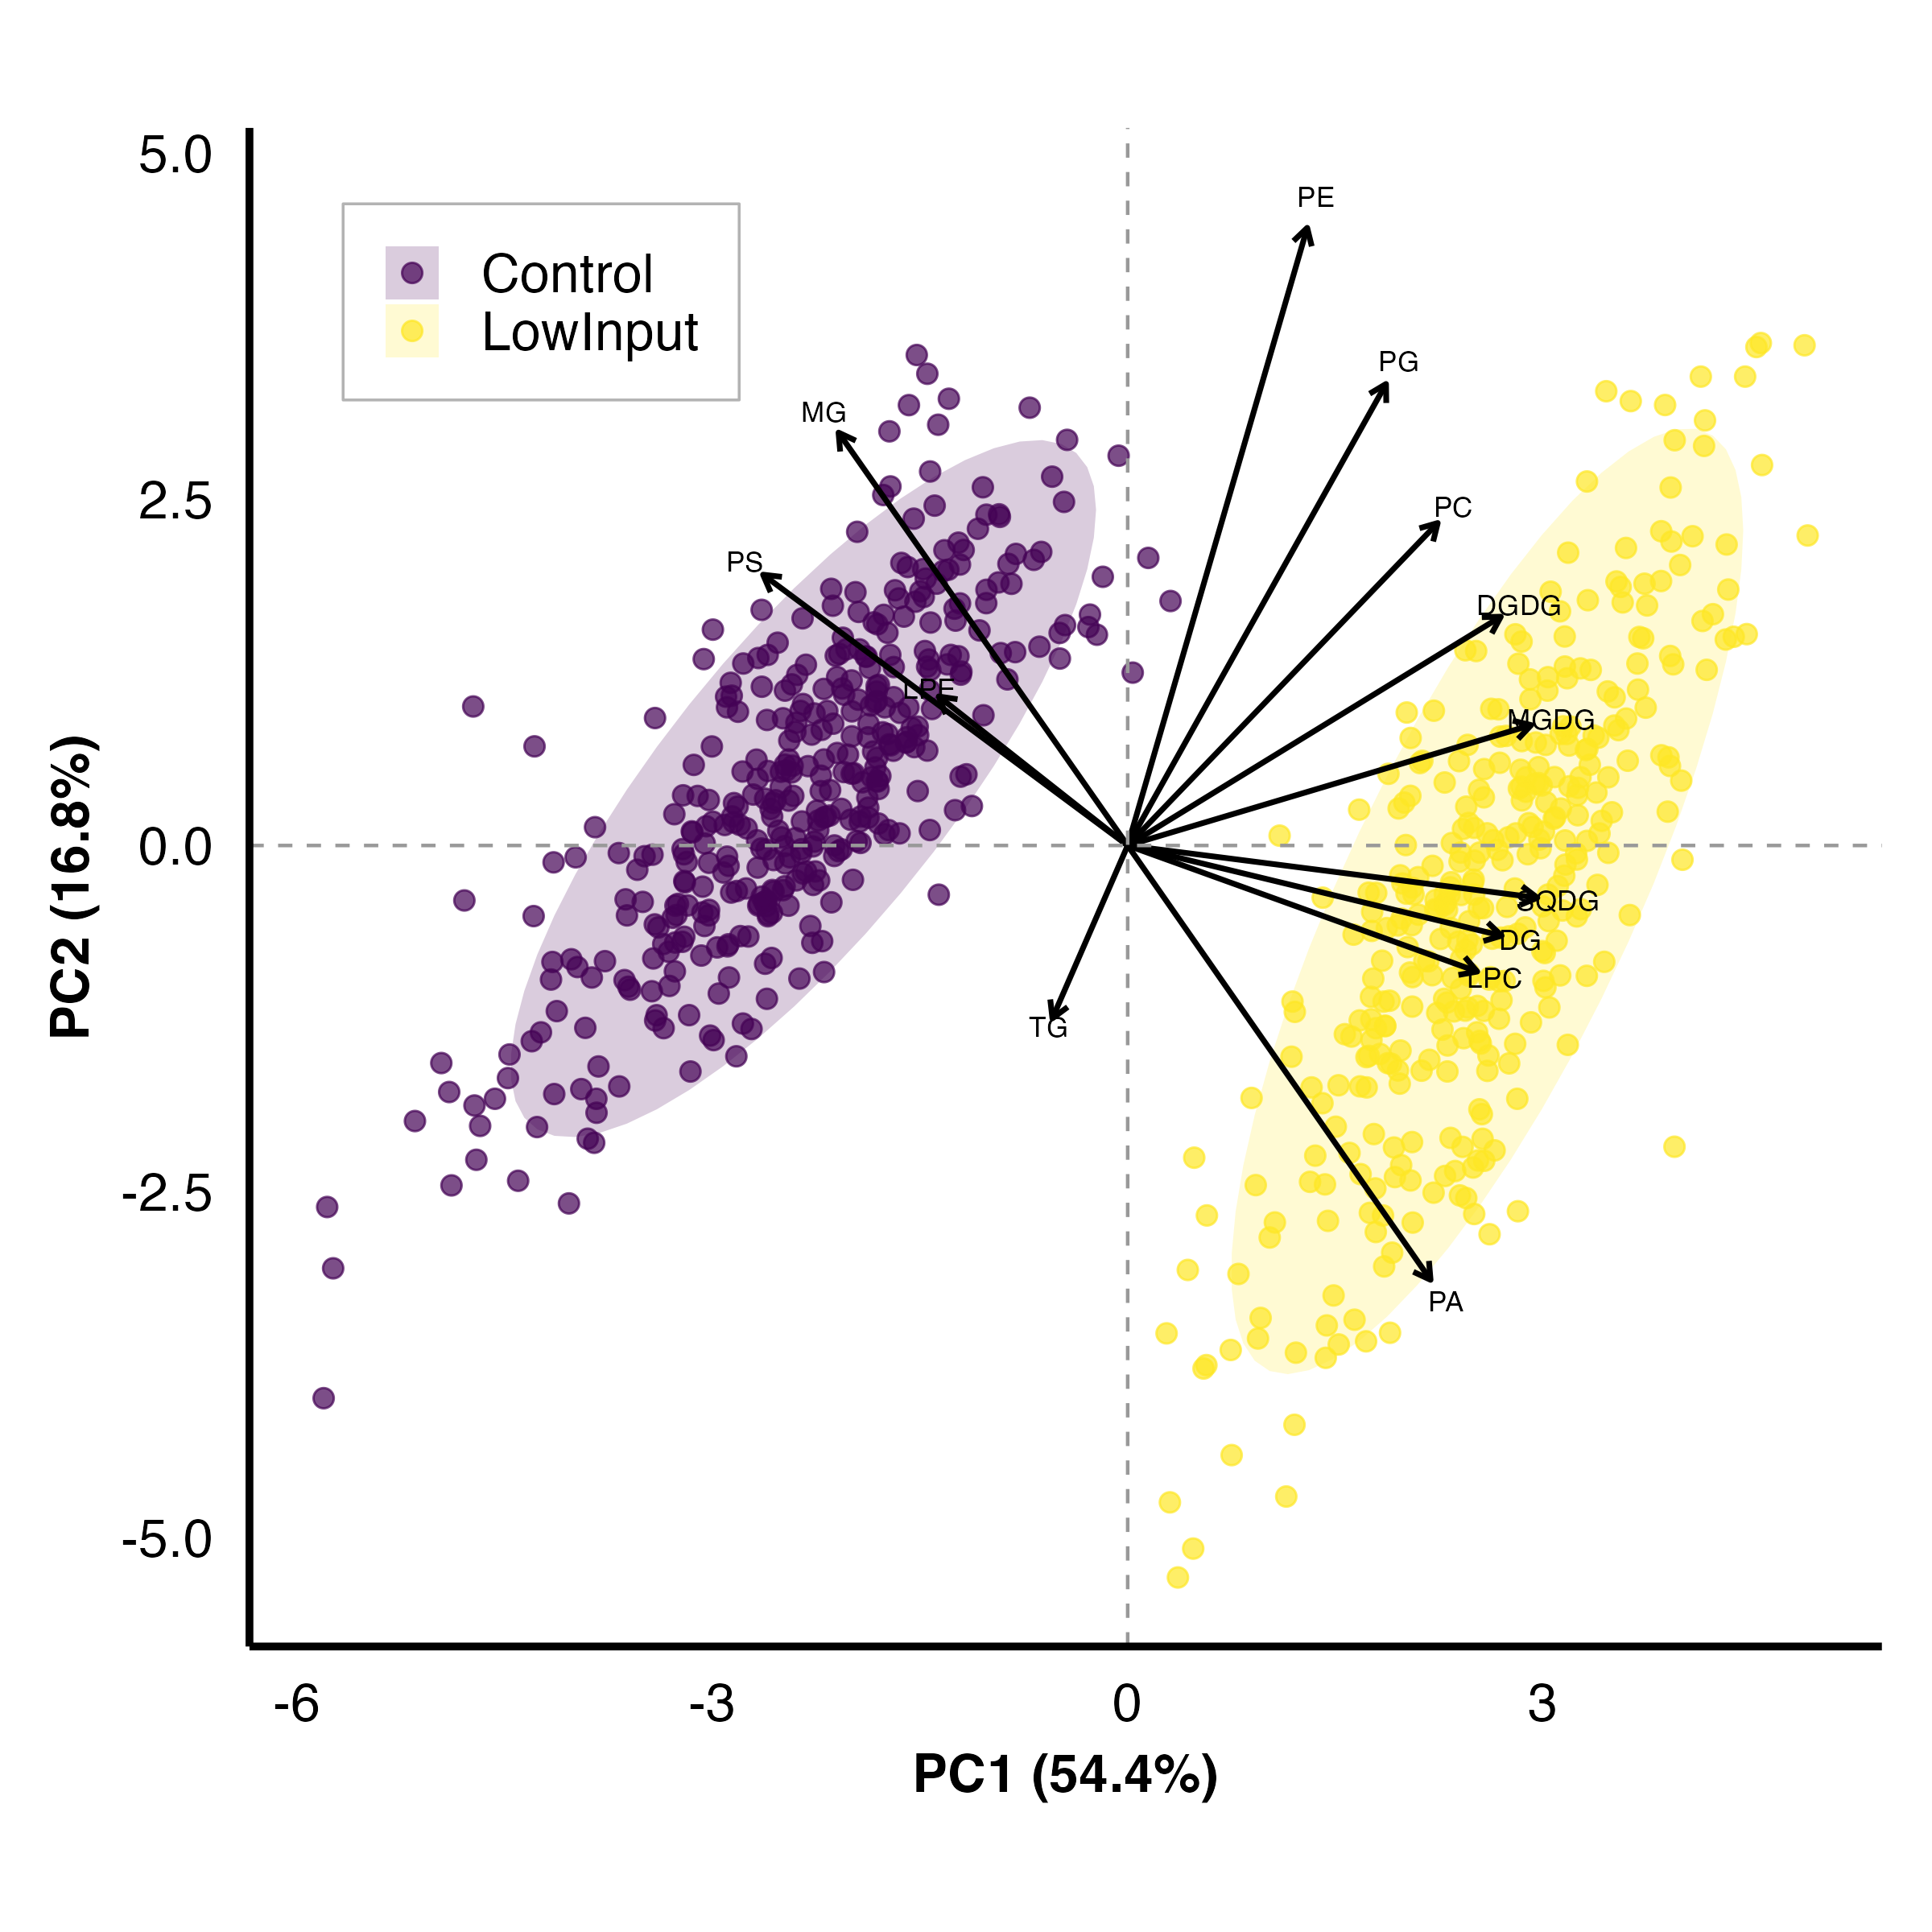 5.0
PE
Control
LowInput
PG
MG
2.5
PC
PS
DGDG
LPE
MGDG
PC2 (16.8%)
0.0
SQDG
DG
LPC
TG
-2.5
PA
-5.0
-6
-3
0
3
PC1 (54.4%)